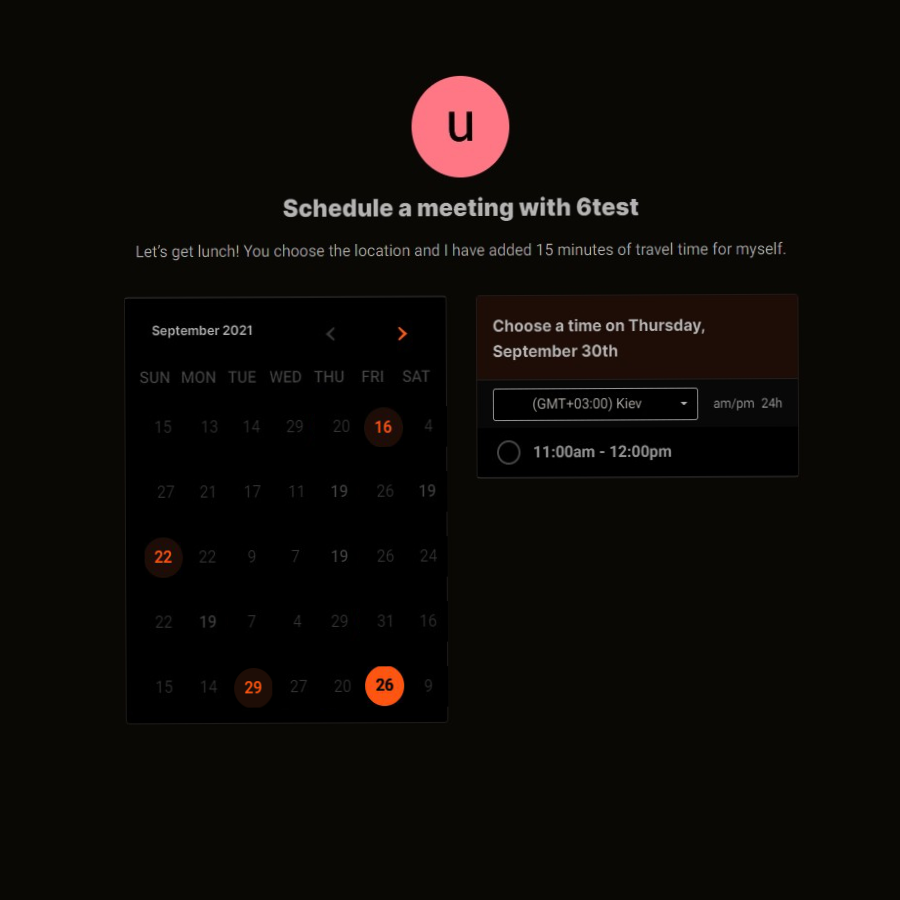 u
Schedule a meeting with 6test
Let's get lunch! You choose the location and I have added 15 minutes of travel time for myself.
September 2021
SUN MON TUE WED THU FRI SAT
15 13 14 29 20 16 4
27 21 17 11 19 26 19
22 22 9 7 19 26 24
22 19 7 4 29 31 16
15 14 29 27 20 26 9
Choose a time on Thursday,
September 30th
(GMT+03:00) Kiev am/pm 24h
11:00am - 12:00pm